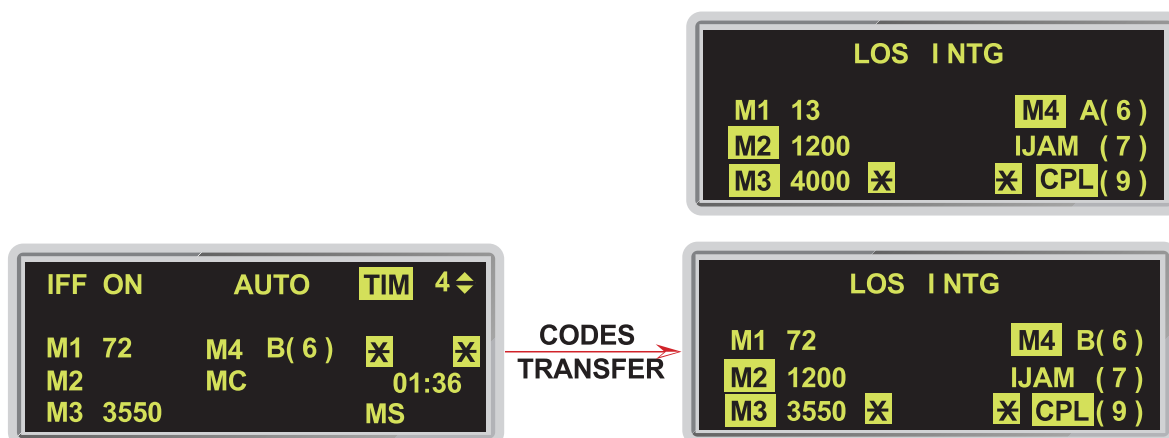 LOS I NTG
M1 13 M4 A( 6 )
M2 1200 IJAM ( 7 )
M3 4000 * * CPL ( 9 )
IFF ON AUTO TIM 4
M1 72 M4 B( 6 ) * *
M2 MC 01:36
M3 3550 MS
CODES
TRANSFER
LOS I NTG
M1 72 M4 B( 6 )
M2 1200 IJAM ( 7 )
M3 3550 * * CPL ( 9 )